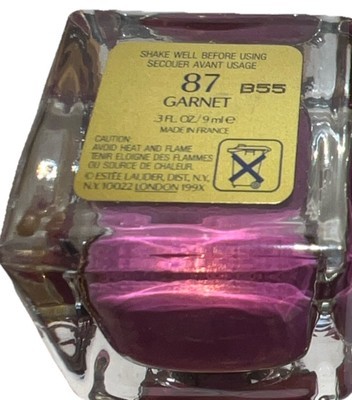 SHAKE WELL BEFORE USING
SECOUER AVANT USAGE
87 B55
GARNET
.3 FL. OZ./9 ml ℮
MADE IN FRANCE
CAUTION:
AVOID HEAT AND FLAME
TENIR ELOIGNE DES FLAMMES
OU SOURCE DE CHALEUR.
© ESTĒE LAUDER, DIST., N.Y.,
N.Y. 10022 LONDON 199X